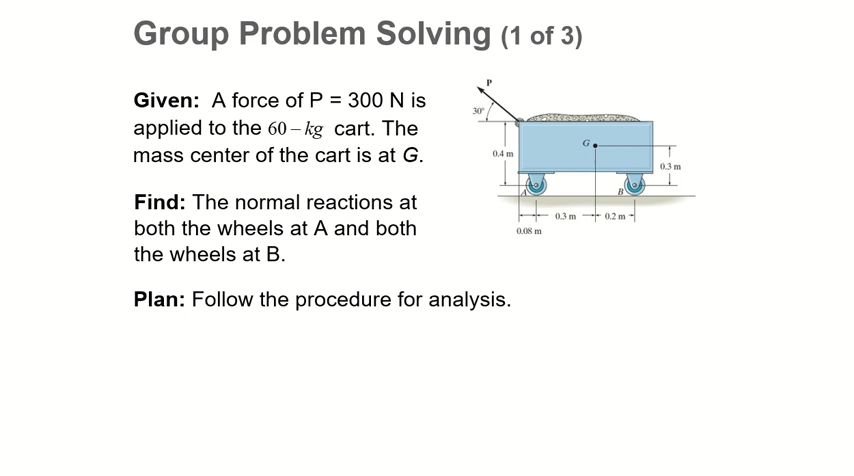 Group Problem Solving (1 of 3)
Given: A force of P = 300 N is
applied to the 60 – kg cart. The
mass center of the cart is at G.
Find: The normal reactions at
both the wheels at A and both
the wheels at B.
Plan: Follow the procedure for analysis.
P
30°
G
0.4 m
0.3 m
A
B
0.3 m
0.2 m
0.08 m